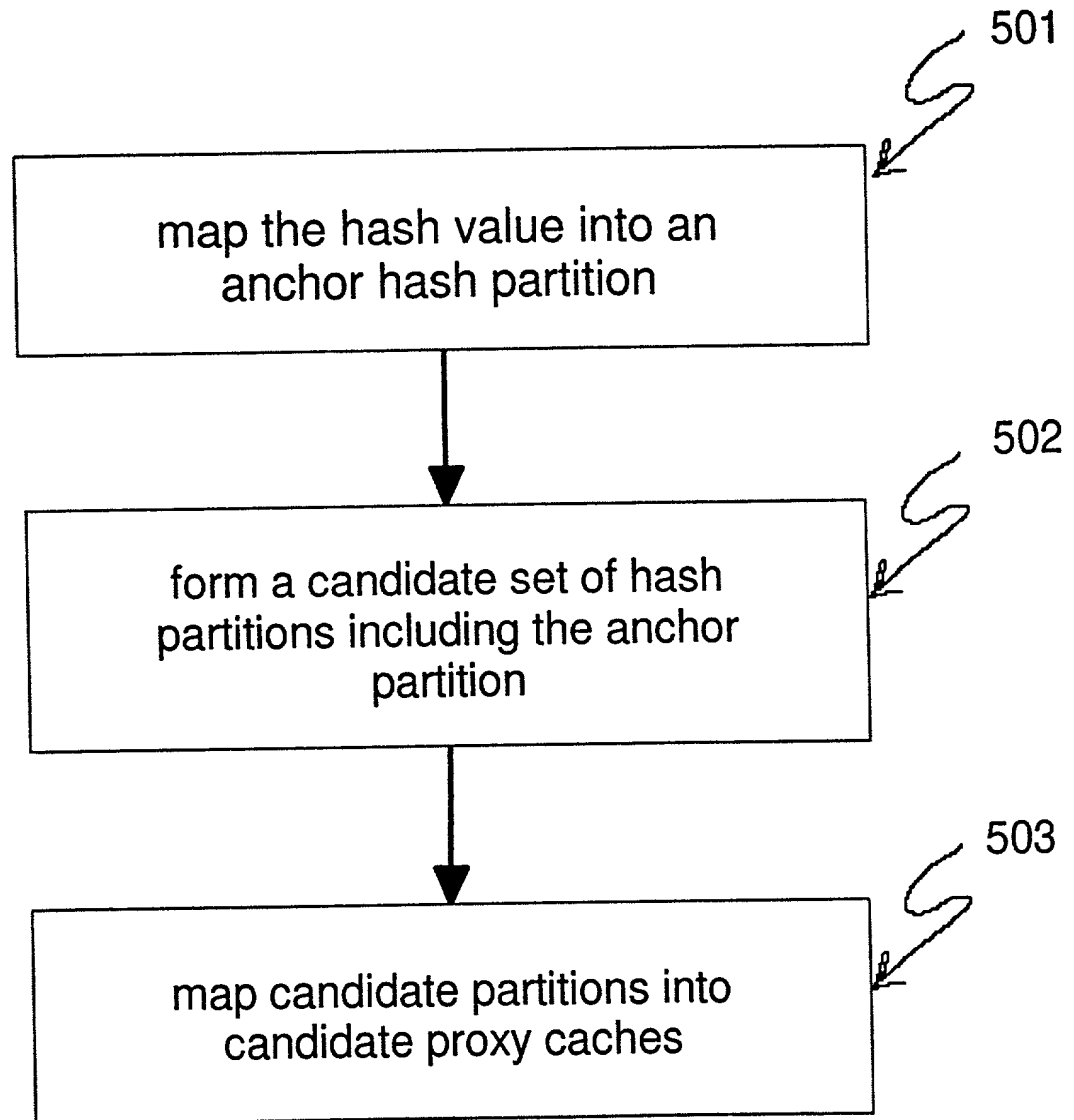 501
map the hash value into an
anchor hash partition
502
form a candidate set of hash
partitions including the anchor
partition
503
map candidate partitions into
candidate proxy caches